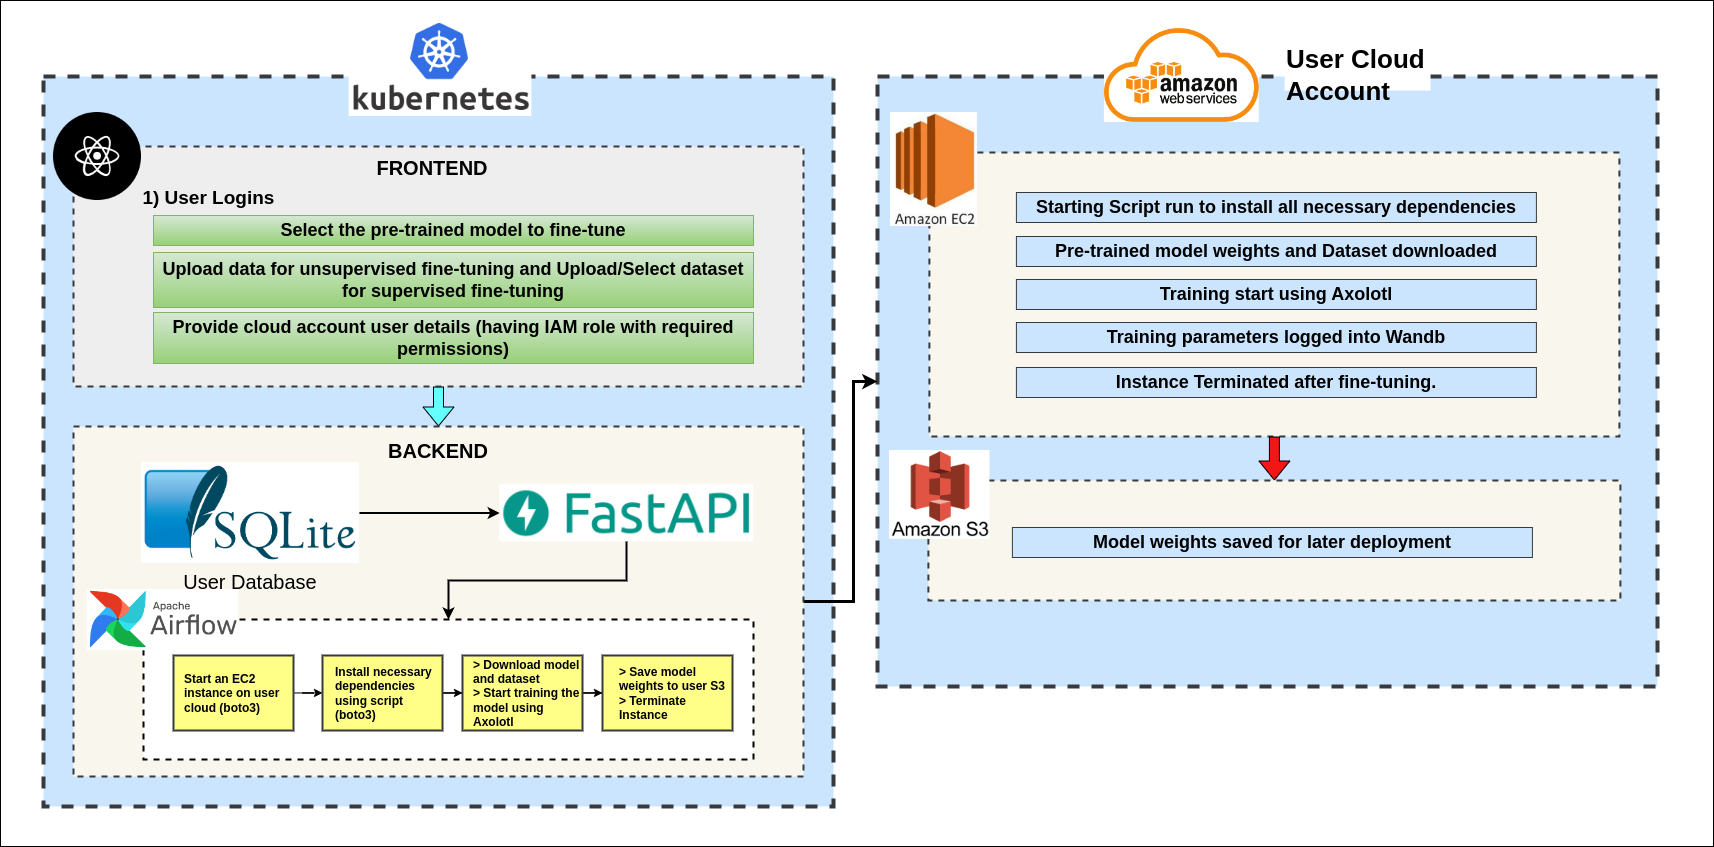 kubernetes
FRONTEND
1) User Logins
Select the pre-trained model to fine-tune
Upload data for unsupervised fine-tuning and Upload/Select dataset
for supervised fine-tuning
Provide cloud account user details (having IAM role with required
permissions)
BACKEND
SQLite
User Database
FastAPI
Apache
Airflow
Start an EC2
instance on user
cloud (boto3)
Install necessary
dependencies
using script
(boto3)
> Download model
and dataset
> Start training the
model using
Axolotl
> Save model
weights to user S3
> Terminate
Instance
amazon
web services
User Cloud
Account
Amazon EC2
Starting Script run to install all necessary dependencies
Pre-trained model weights and Dataset downloaded
Training start using Axolotl
Training parameters logged into Wandb
Instance Terminated after fine-tuning.
Amazon S3
Model weights saved for later deployment